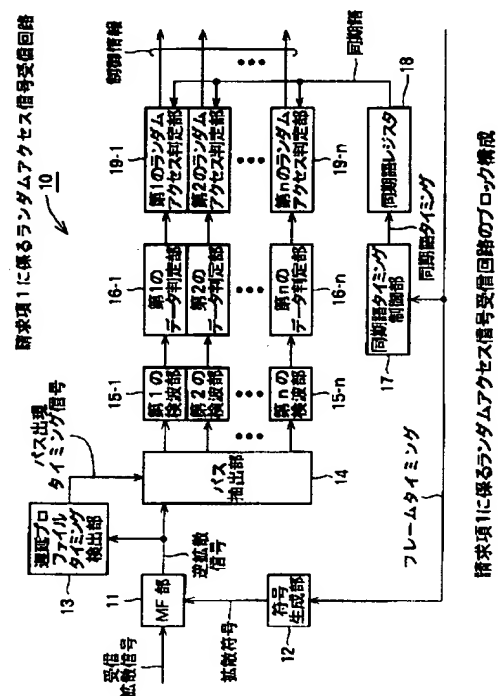 請求項1に係るランダムアクセス信号受信回路
10
受信
拡散信号
11
MF部
拡散符号
12
符号
生成部
13
遅延プロ
ファイル
タイミング
検出部
逆拡散
信号
パス出現
タイミング信号
14
パス
抽出部
15-1
第1の
検波部
第2の
検波部
第nの
検波部
15-n
16-1
第1の
データ判定部
第2の
データ判定部
第nの
データ判定部
16-n
19-1
第1のランダム
アクセス判定部
第2のランダム
アクセス判定部
第nのランダム
アクセス判定部
19-n
制御情報
同期語
17
同期語タイミング
制御部
同期語タイミング
同期語レジスタ
18
フレームタイミング
請求項1に係るランダムアクセス信号受信回路のブロック構成